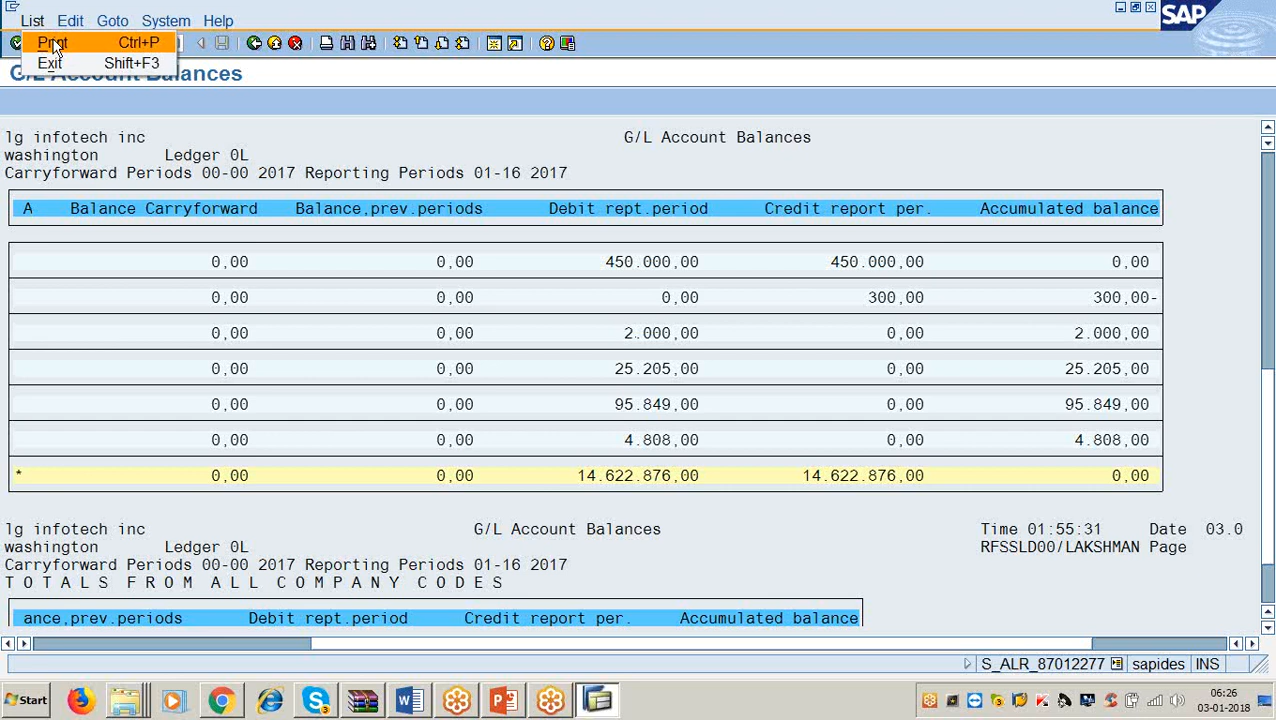 List Edit Goto System Help
SAP
Print Ctrl+P
Exit Shift+F3
G/L Account Balances
lg infotech inc G/L Account Balances
washington Ledger 0L
Carryforward Periods 00-00 2017 Reporting Periods 01-16 2017
A Balance Carryforward Balance,prev.periods Debit rept.period Credit report per. Accumulated balance
0,00 0,00 450.000,00 450.000,00 0,00
0,00 0,00 0,00 300,00 300,00-
0,00 0,00 2.000,00 0,00 2.000,00
0,00 0,00 25.205,00 0,00 25.205,00
0,00 0,00 95.849,00 0,00 95.849,00
0,00 0,00 4.808,00 0,00 4.808,00
* 0,00 0,00 14.622.876,00 14.622.876,00 0,00
lg infotech inc G/L Account Balances Time 01:55:31 Date 03.0
washington Ledger 0L RFSSLD00/LAKSHMAN Page
Carryforward Periods 00-00 2017 Reporting Periods 01-16 2017
T O T A L S F R O M A L L C O M P A N Y C O D E S
ance,prev.periods Debit rept.period Credit report per. Accumulated balance
S_ALR_87012277 sapides INS
Start 06:26
03-01-2018